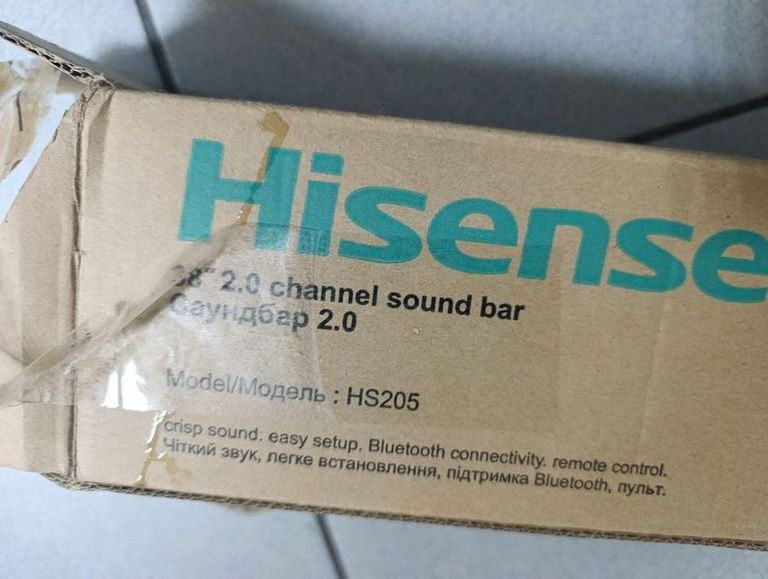 Hisense
38" 2.0 channel sound bar
Саундбар 2.0
Model/Модель : HS205
crisp sound. easy setup. Bluetooth connectivity. remote control.
Чіткий звук, легке встановлення, підтримка Bluetooth, пульт.